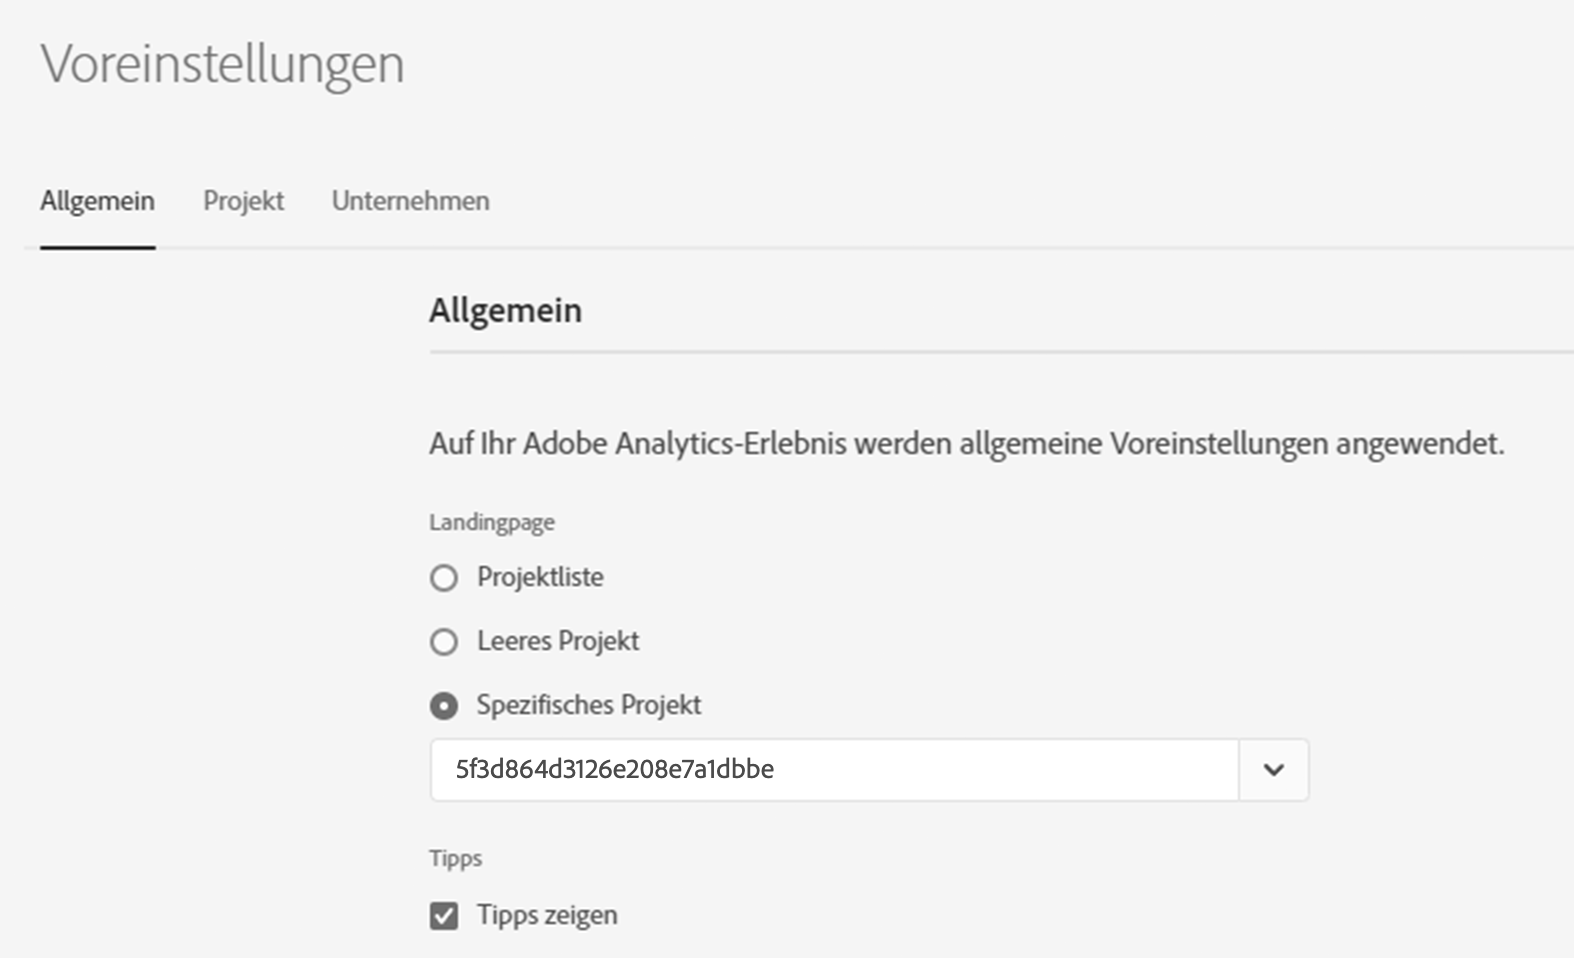 Voreinstellungen
Allgemein Projekt Unternehmen
Allgemein
Auf Ihr Adobe Analytics-Erlebnis werden allgemeine Voreinstellungen angewendet.
Landingpage
Projektliste
Leeres Projekt
Spezifisches Projekt
5f3d864d3126e208e7a1dbbe
Tipps
Tipps zeigen